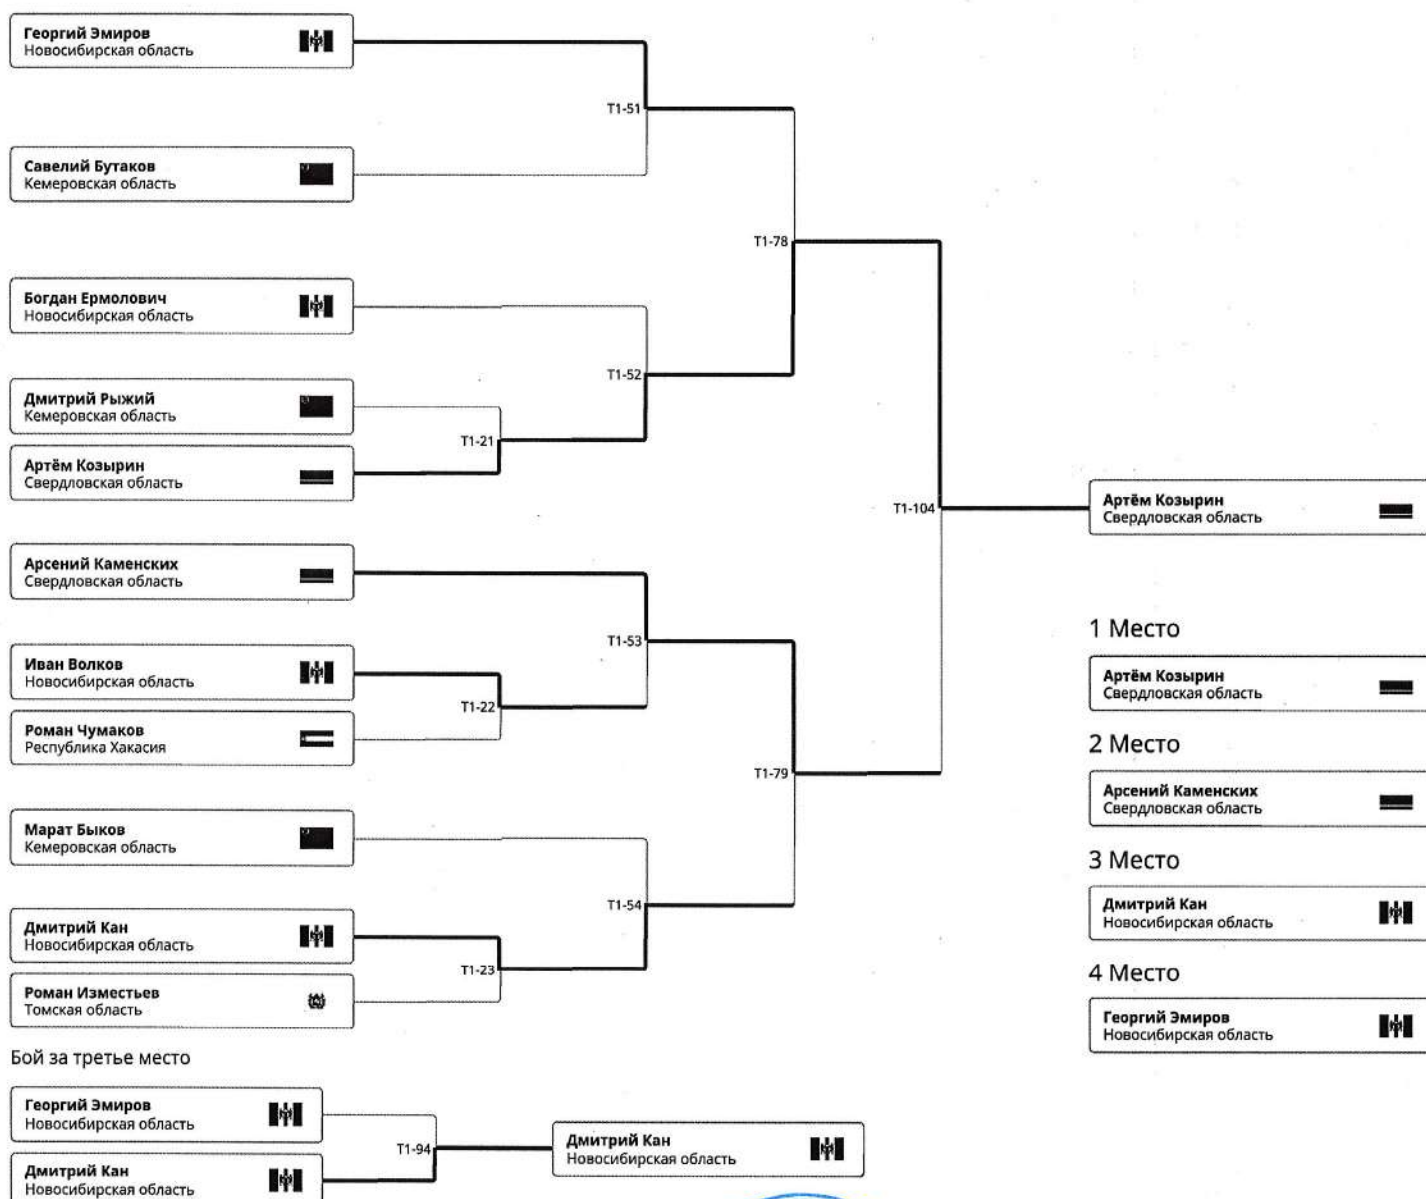 Георгий Эмиров
Новосибирская область
T1-51
Савелий Бутаков
Кемеровская область
T1-78
Богдан Ермолович
Новосибирская область
T1-52
Дмитрий Рыжий
Кемеровская область
T1-21
Артём Козырин
Свердловская область
T1-104
Артём Козырин
Свердловская область
Арсений Каменских
Свердловская область
1 Место
T1-53
Иван Волков
Новосибирская область
Артём Козырин
Свердловская область
T1-22
Роман Чумаков
Республика Хакасия
2 Место
T1-79
Арсений Каменских
Свердловская область
Марат Быков
Кемеровская область
3 Место
T1-54
Дмитрий Кан
Новосибирская область
Дмитрий Кан
Новосибирская область
T1-23
4 Место
Роман Изместьев
Томская область
Георгий Эмиров
Новосибирская область
Бой за третье место
Георгий Эмиров
Новосибирская область
T1-94
Дмитрий Кан
Новосибирская область
Дмитрий Кан
Новосибирская область